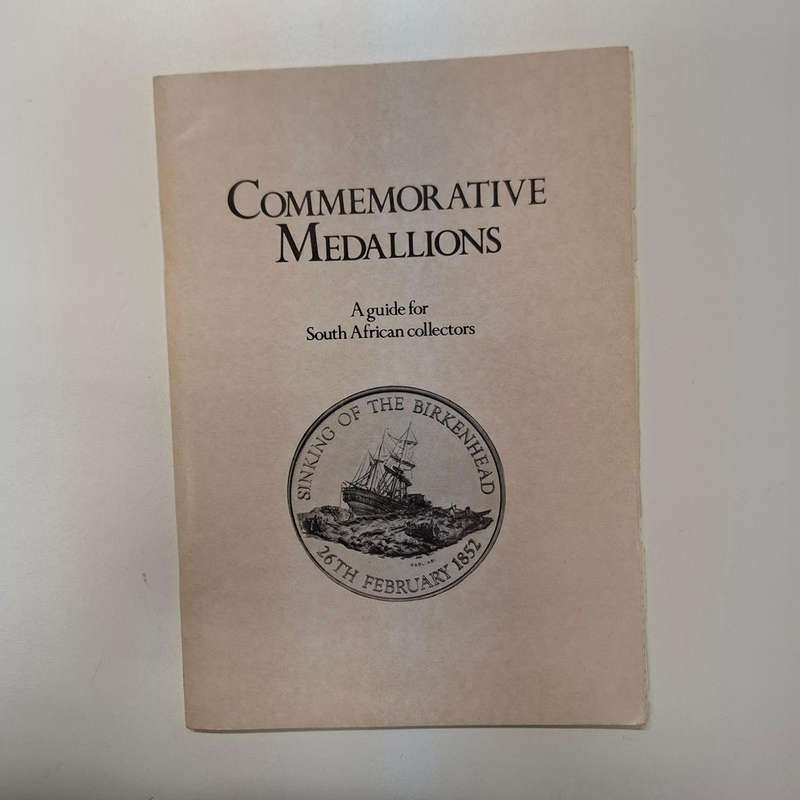 COMMEMORATIVE
MEDALLIONS
A guide for
South African collectors
SINKING OF THE BIRKENHEAD
26TH FEBRUARY 1852